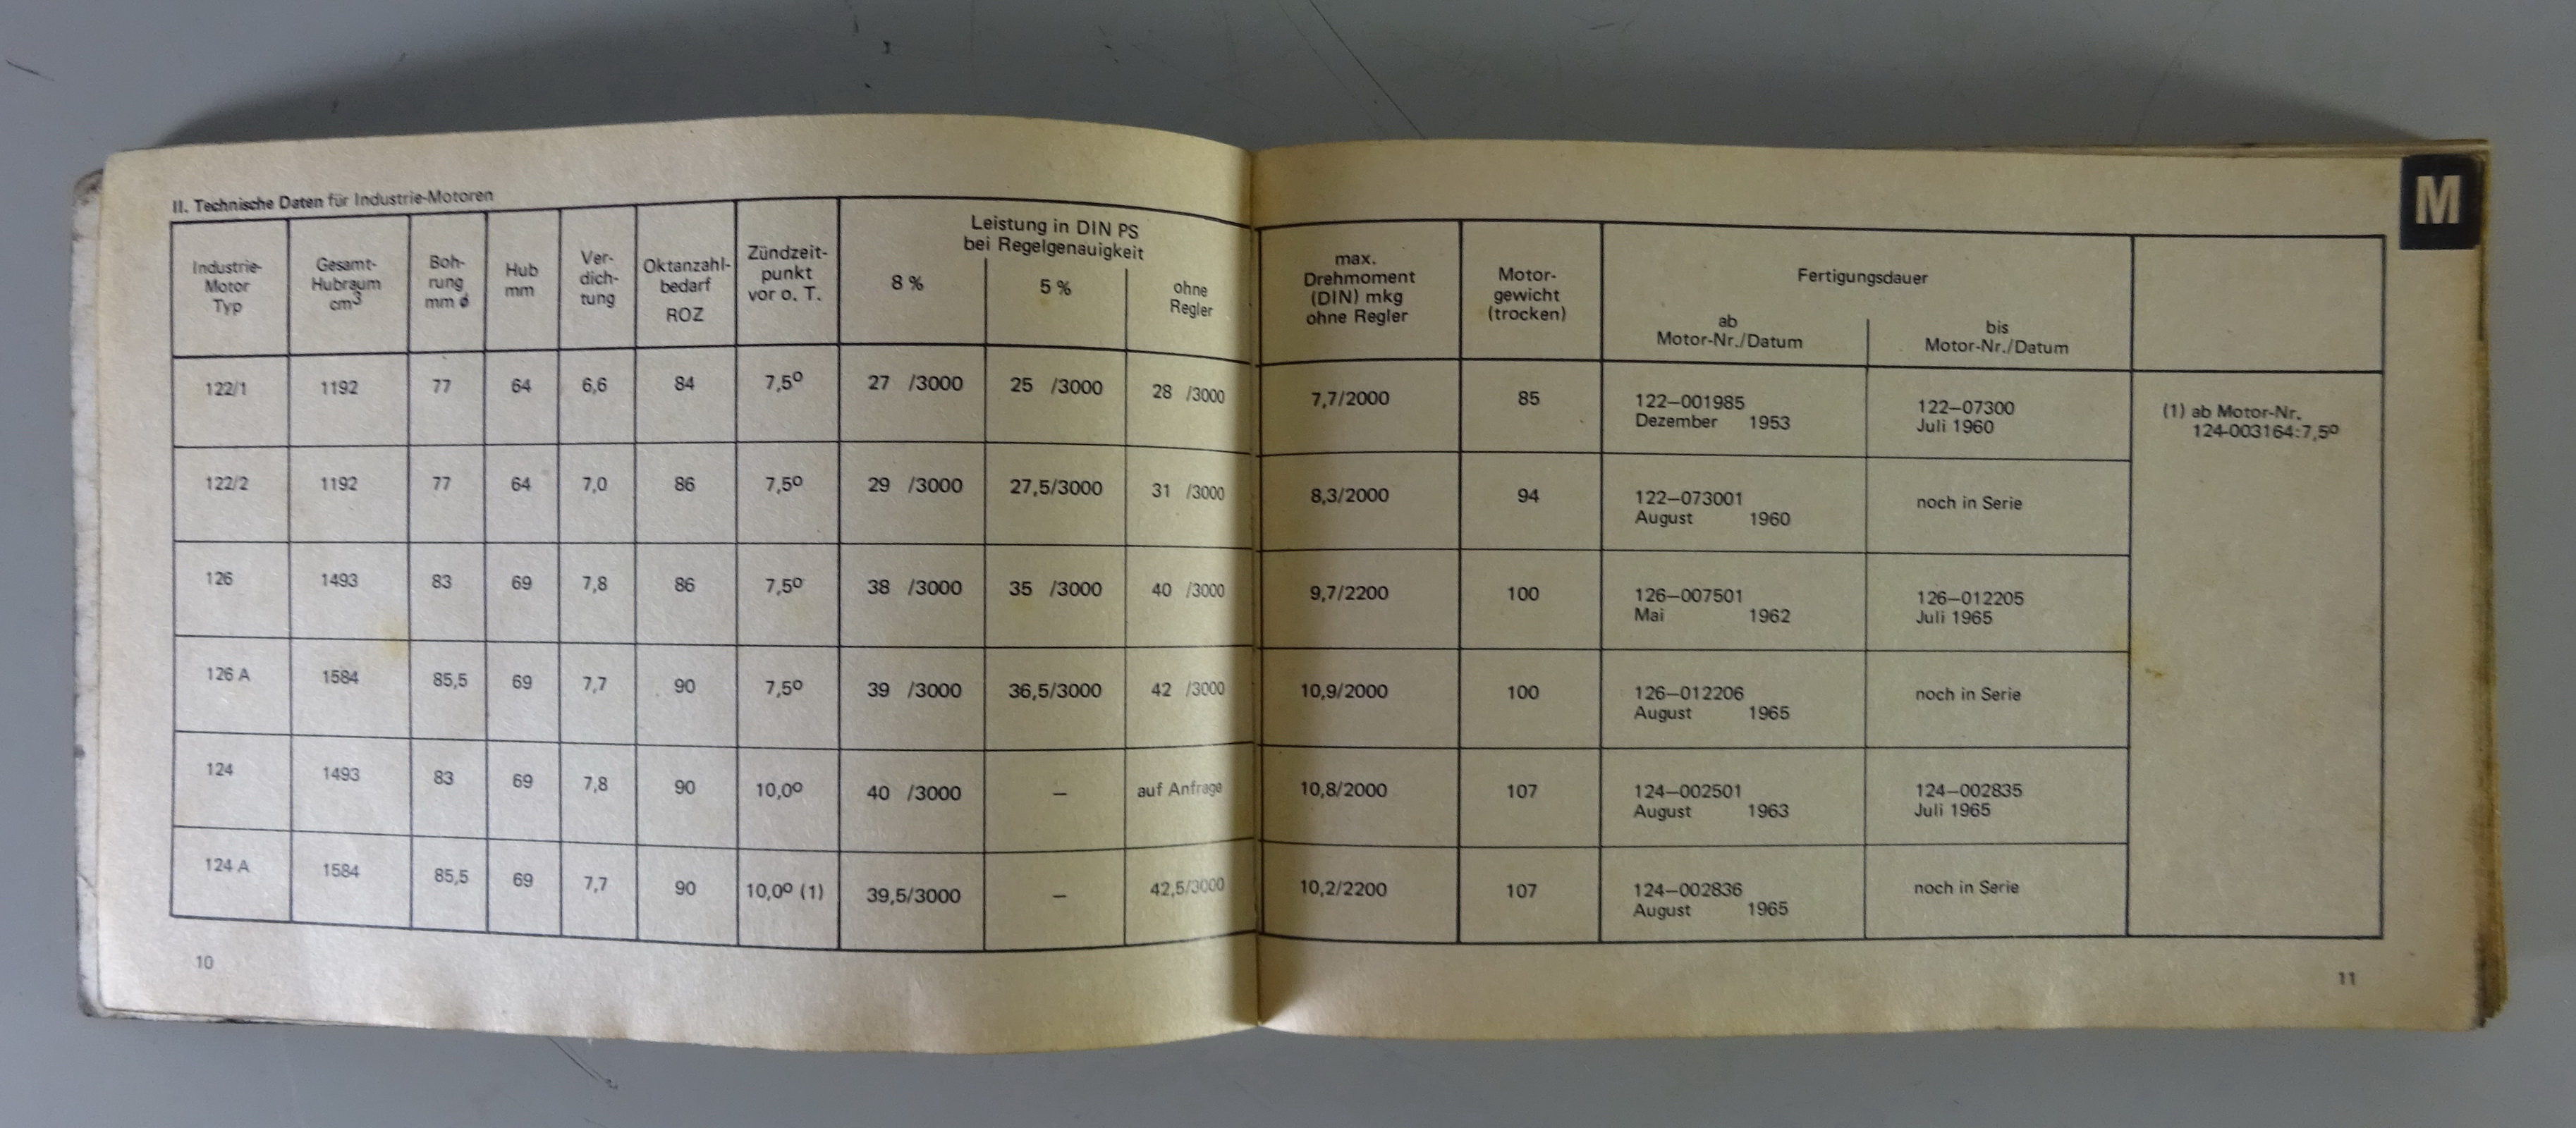 II. Technische Daten für Industrie-Motoren
Industrie-
Motor
Typ
Gesamt-
Hubraum
cm³
Boh-
rung
mm ø
Hub
mm
Ver-
dich-
tung
Oktanzahl-
bedarf
ROZ
Zündzeit-
punkt
vor o. T.
Leistung in DIN PS
bei Regelgenauigkeit
8 %
5 %
ohne
Regler
122/1 1192 77 64 6,6 84 7,5º 27 /3000 25 /3000 28 /3000
122/2 1192 77 64 7,0 86 7,5º 29 /3000 27,5/3000 31 /3000
126 1493 83 69 7,8 86 7,5º 38 /3000 35 /3000 40 /3000
126 A 1584 85,5 69 7,7 90 7,5º 39 /3000 36,5/3000 42 /3000
124 1493 83 69 7,8 90 10,0º 40 /3000 – auf Anfrage
124 A 1584 85,5 69 7,7 90 10,0º (1) 39,5/3000 – 42,5/3000
10
M
max.
Drehmoment
(DIN) mkg
ohne Regler
Motor-
gewicht
(trocken)
Fertigungsdauer
ab
Motor-Nr./Datum
bis
Motor-Nr./Datum
7,7/2000 85 122–001985 122–07300
Dezember 1953 Juli 1960
(1) ab Motor-Nr.
124-003164:7,5º
8,3/2000 94 122–073001 noch in Serie
August 1960
9,7/2200 100 126–007501 126–012205
Mai 1962 Juli 1965
10,9/2000 100 126–012206 noch in Serie
August 1965
10,8/2000 107 124–002501 124–002835
August 1963 Juli 1965
10,2/2200 107 124–002836 noch in Serie
August 1965
11